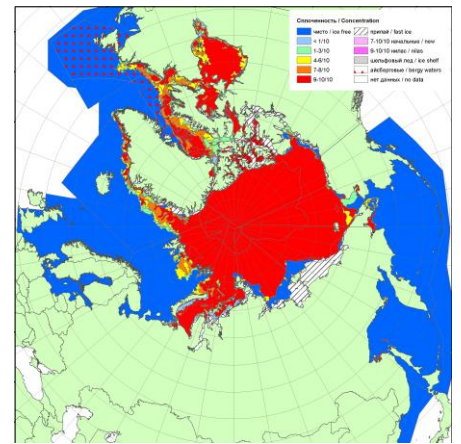 Сплоченность / Concentration
чисто / ice free
< 1/10
1-3/10
4-6/10
7-8/10
9-10/10
припай / fast ice
7-10/10 начальных / new
9-10/10 нилас / nilas
шельфовый лед / ice shelf
айсберговые / bergy waters
нет данных / no data